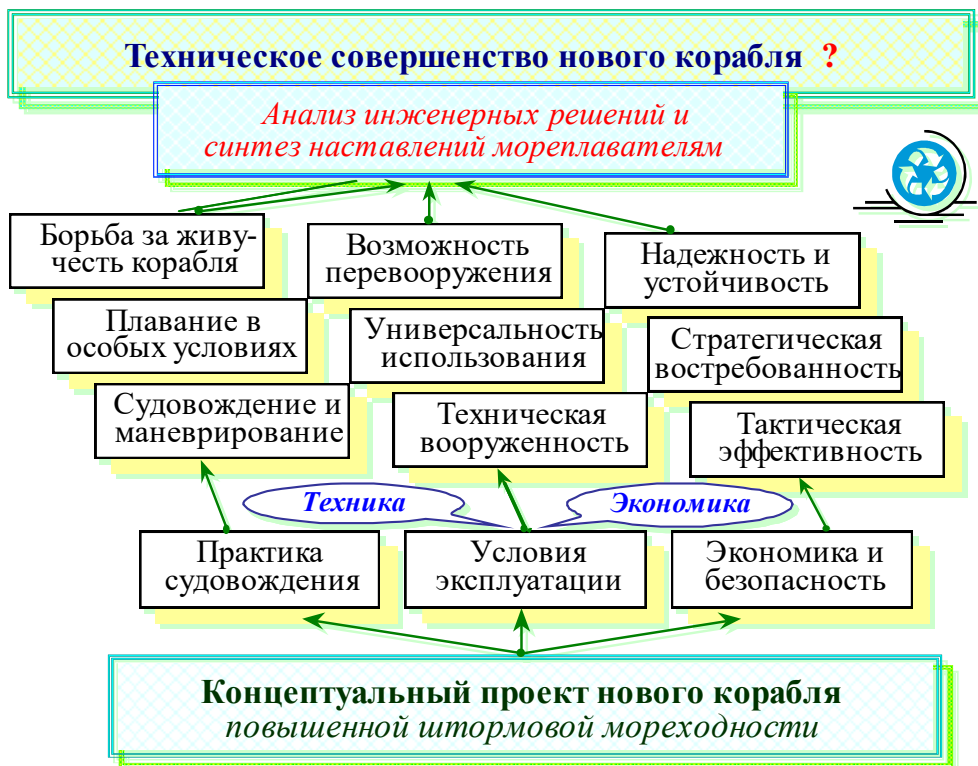 Техническое совершенство нового корабля ?
Анализ инженерных решений и
синтез наставлений мореплавателям
Борьба за живу-
честь корабля
Возможность
перевооружения
Надежность и
устойчивость
Плавание в
особых условиях
Универсальность
использования
Стратегическая
востребованность
Судовождение и
маневрирование
Техническая
вооруженность
Тактическая
эффективность
Техника
Экономика
Практика
судовождения
Условия
эксплуатации
Экономика и
безопасность
Концептуальный проект нового корабля
повышенной штормовой мореходности